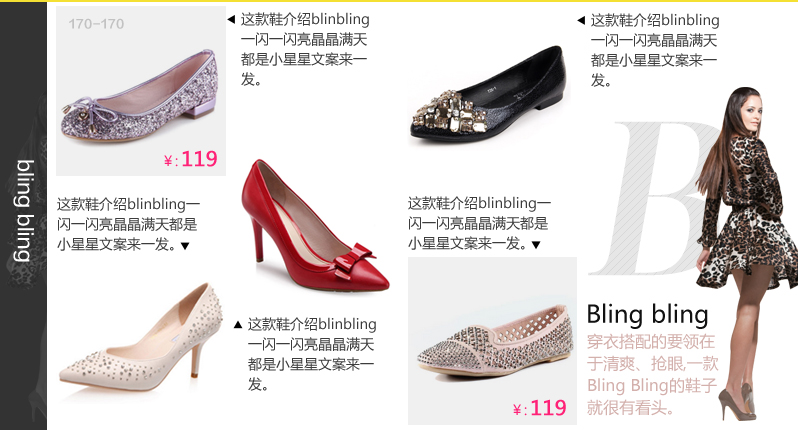 bling bling
170-170
¥:119
这款鞋介绍blinbling
一闪一闪亮晶晶满天
都是小星星文案来一
发。
这款鞋介绍blinbling
一闪一闪亮晶晶满天
都是小星星文案来一
发。
这款鞋介绍blinbling一
闪一闪亮晶晶满天都是
小星星文案来一发。
这款鞋介绍blinbling
一闪一闪亮晶晶满天
都是小星星文案来一
发。
这款鞋介绍blinbling一
闪一闪亮晶晶满天都是
小星星文案来一发。
¥:119
B
Bling bling
穿衣搭配的要领在
于清爽、抢眼,一款
Bling Bling的鞋子
就很有看头。